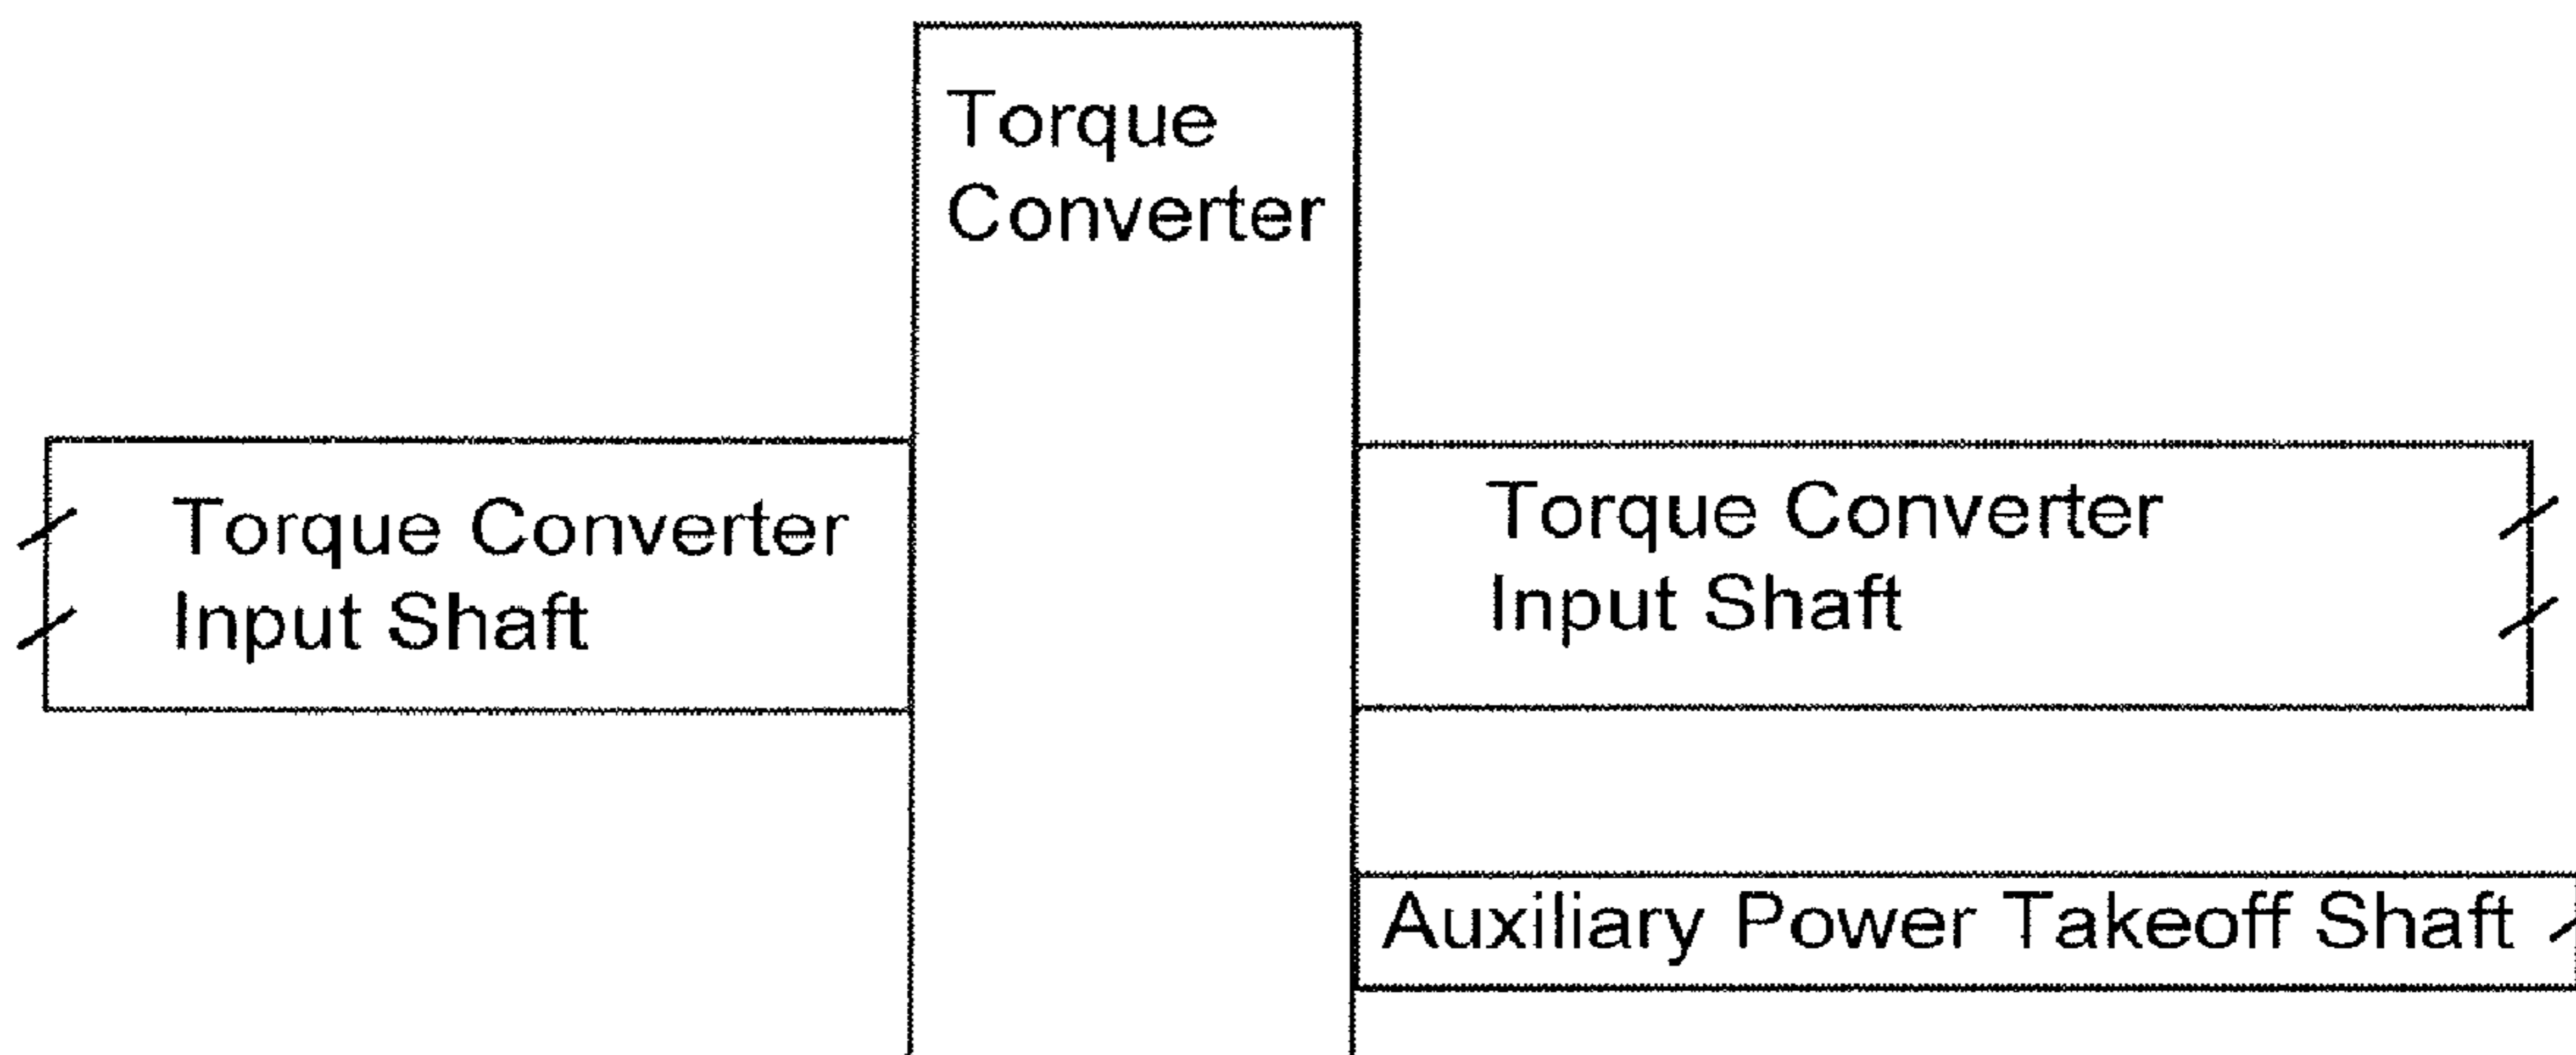 Torque
Converter
Torque Converter
Input Shaft
Torque Converter
Input Shaft
Auxiliary Power Takeoff Shaft